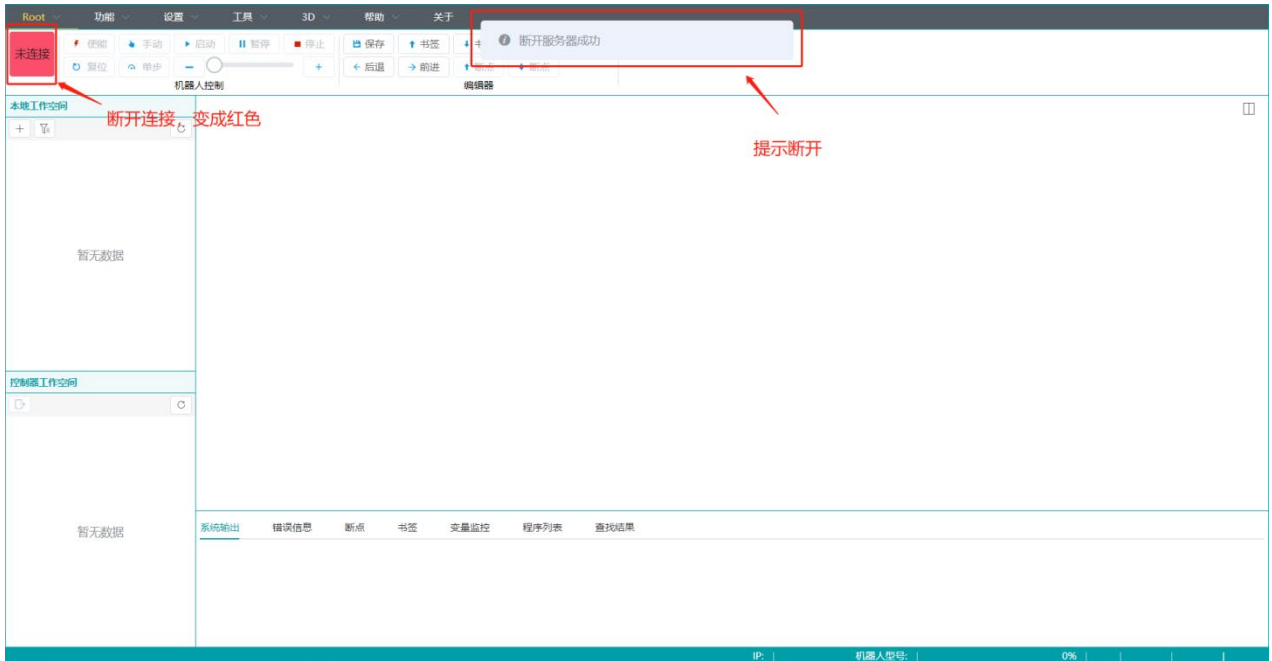 Root 功能 设置 工具 3D 帮助 关于
断开服务器成功
未连接
使能 手动 启动 暂停 停止 保存 书签
复位 单步 后退 前进 断点 断点
机器人控制 编辑器
本地工作空间
断开连接，变成红色
提示断开
暂无数据
控制器工作空间
暂无数据
系统输出 错误信息 断点 书签 变量监控 程序列表 查找结果
IP: | 机器人型号: | 0% | | | |